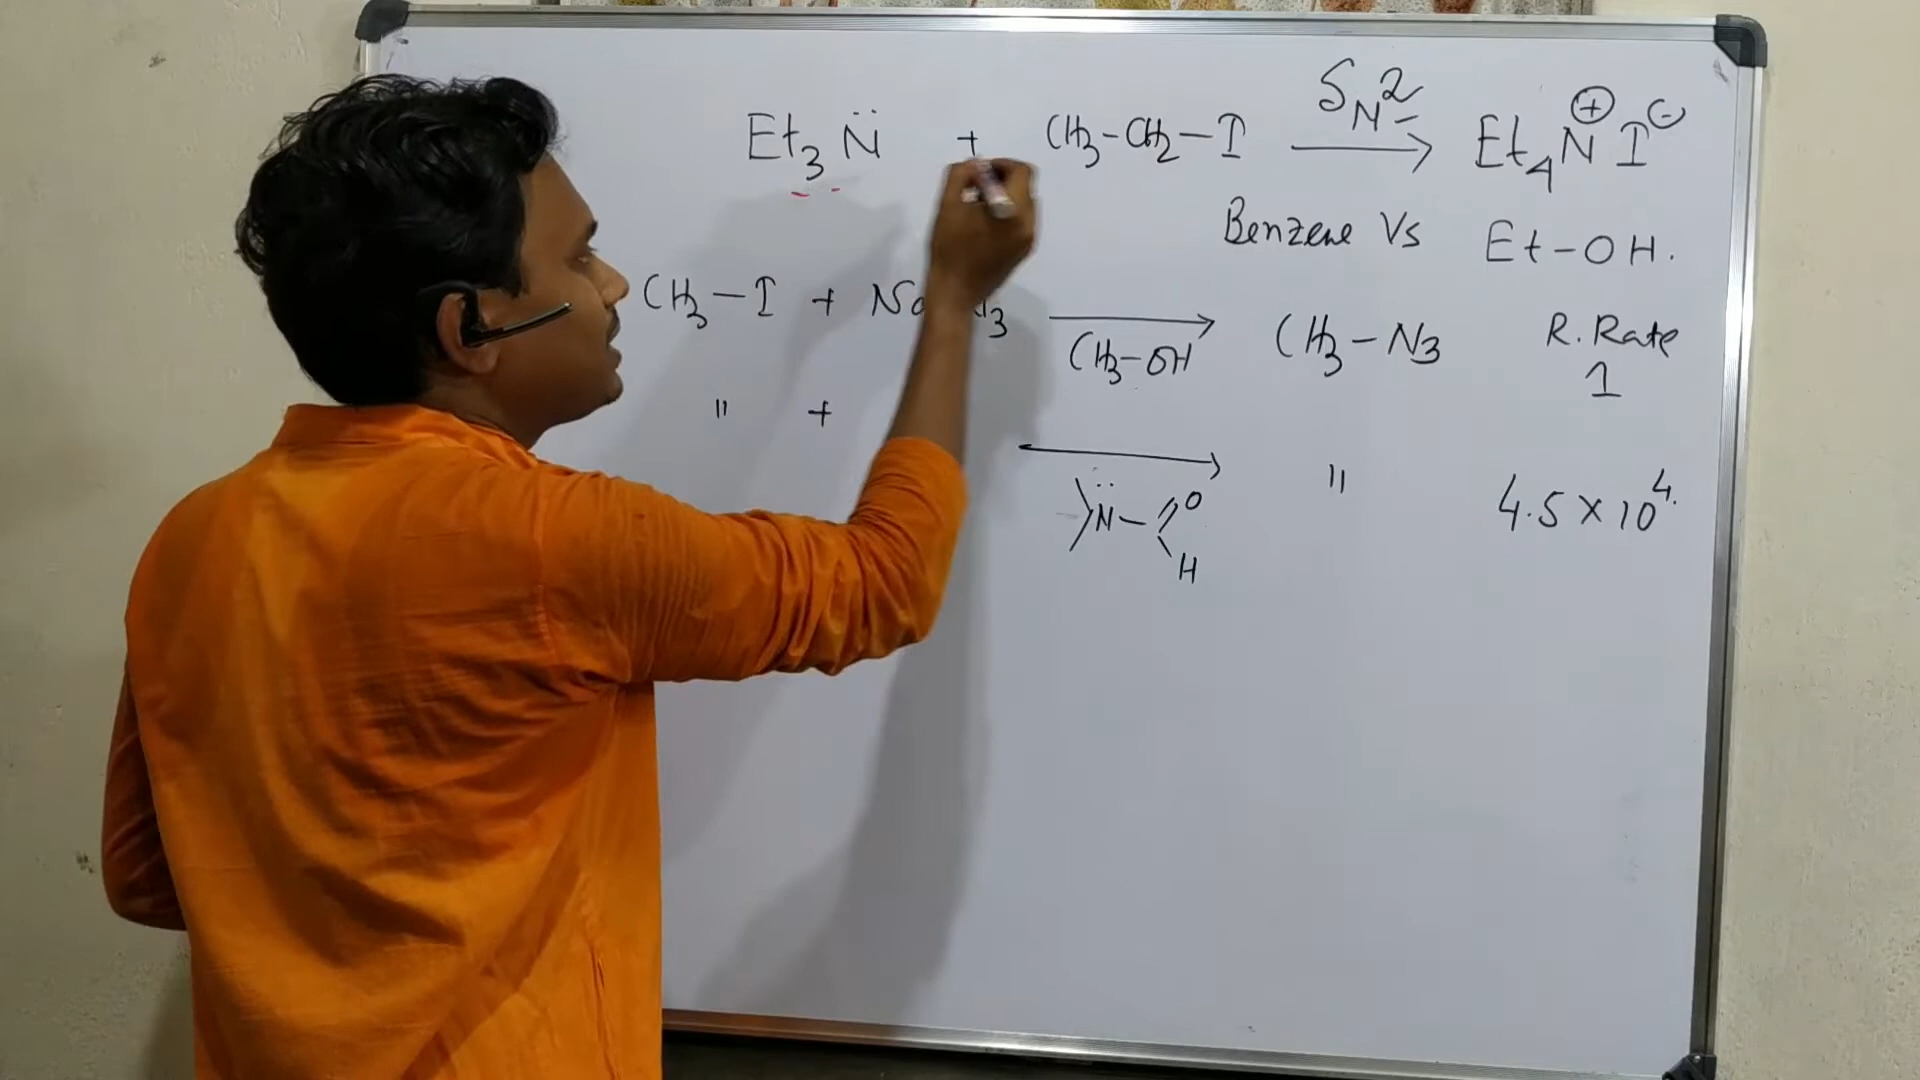 Et₃N̈ + CH₃-CH₂-I SN2 → Et₄N⊕ I⊖
Benzene Vs Et-OH.
CH₃-I + Na 3 → CH₃-OH CH₃-N₃ R. Rate 1
" + → N̈-C=O H " 4.5 × 10⁴.